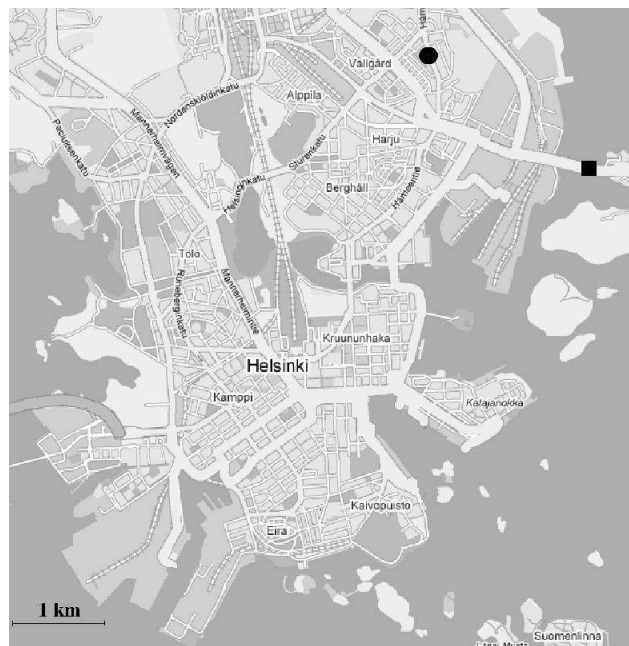 Häm
Vallgård
Nordenskiöldinkatu
Alppila
Mannerheimvägen
Paciuksenkatu
Sturenkatu
Harju
Helsinginkatu
Berghäll
Hämeentie
Tölö
Runeberginkatu
Mannerheimintie
Kruununhaka
Helsinki
Kamppi
Katajanokka
Kaivopuisto
Eira
1 km
Suomenlinna